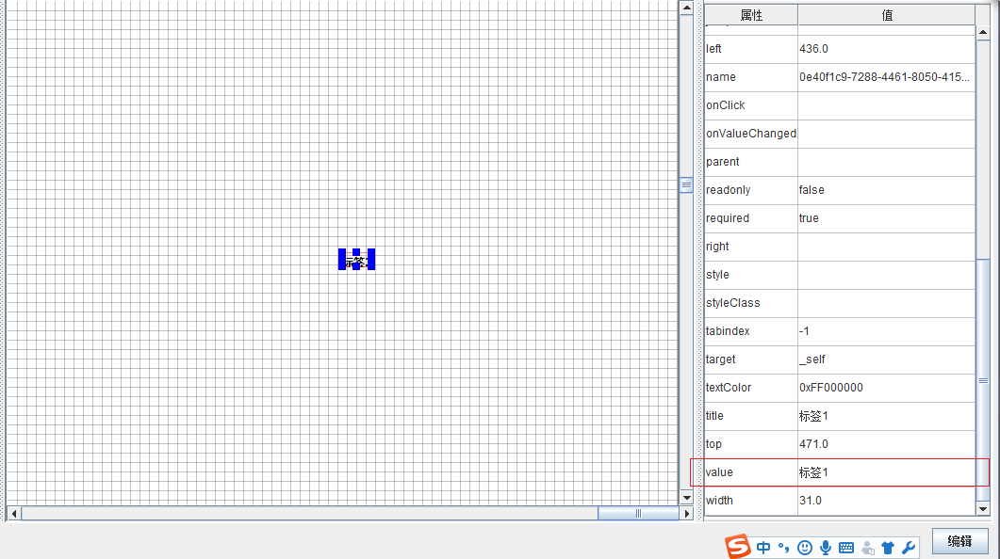 属性 值
left 436.0
name 0e40f1c9-7288-4461-8050-415...
onClick
onValueChanged
parent
readonly false
required true
right
style
styleClass
tabindex -1
target _self
textColor 0xFF000000
title 标签1
top 471.0
value 标签1
width 31.0
标签
S 中
编辑